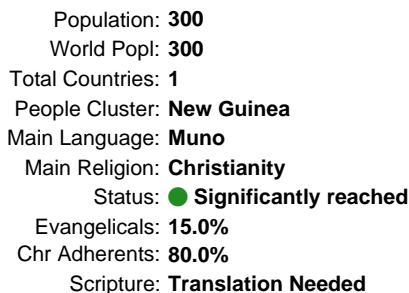 Population: 300
World Popl: 300
Total Countries: 1
People Cluster: New Guinea
Main Language: Muno
Main Religion: Christianity
Status: Significantly reached
Evangelicals: 15.0%
Chr Adherents: 80.0%
Scripture: Translation Needed